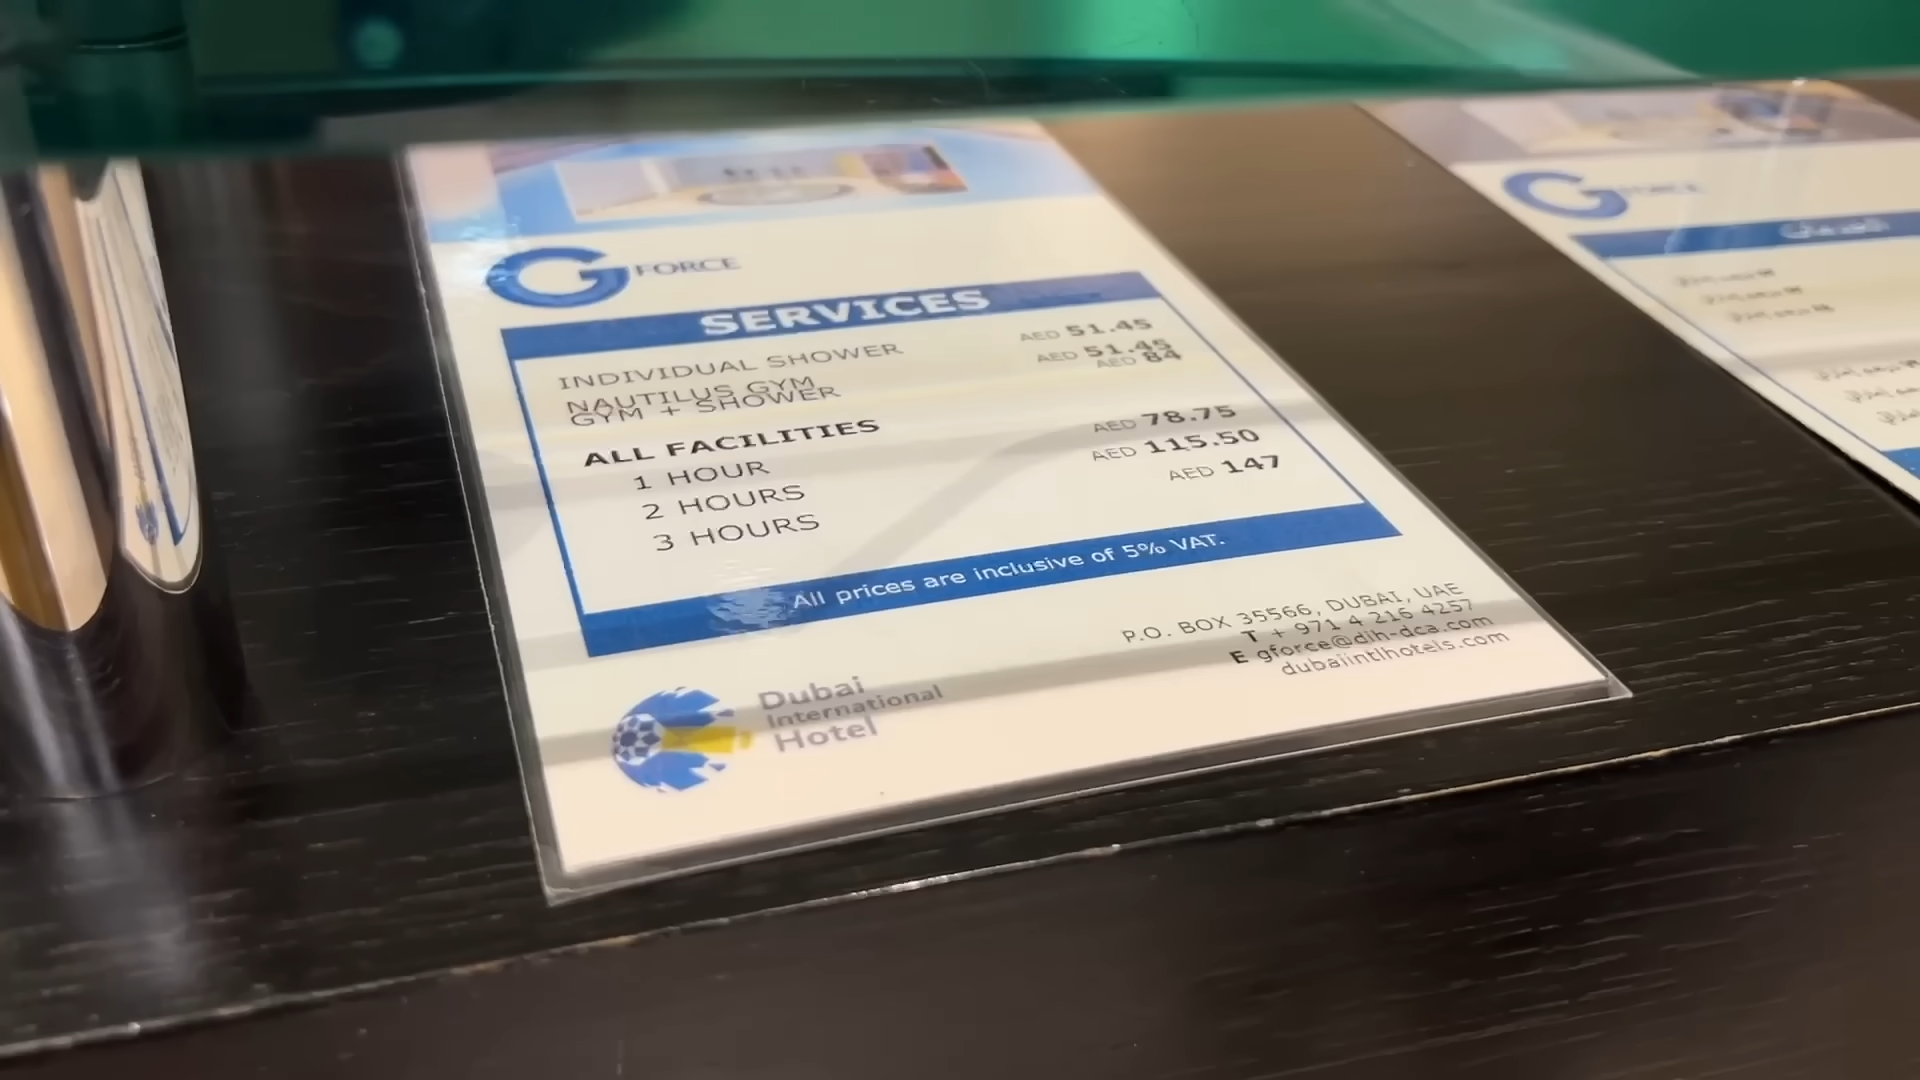 G FORCE
SERVICES
INDIVIDUAL SHOWER AED 51.45
NAUTILUS GYM AED 51.45
GYM + SHOWER AED 84
ALL FACILITIES
1 HOUR AED 78.75
2 HOURS AED 115.50
3 HOURS AED 147
All prices are inclusive of 5% VAT.
P.O. BOX 35566, DUBAI, UAE
T + 971 4 216 4257
E gforce@dih-dca.com
dubaiintlhotels.com
Dubai
International
Hotel
G FORCE